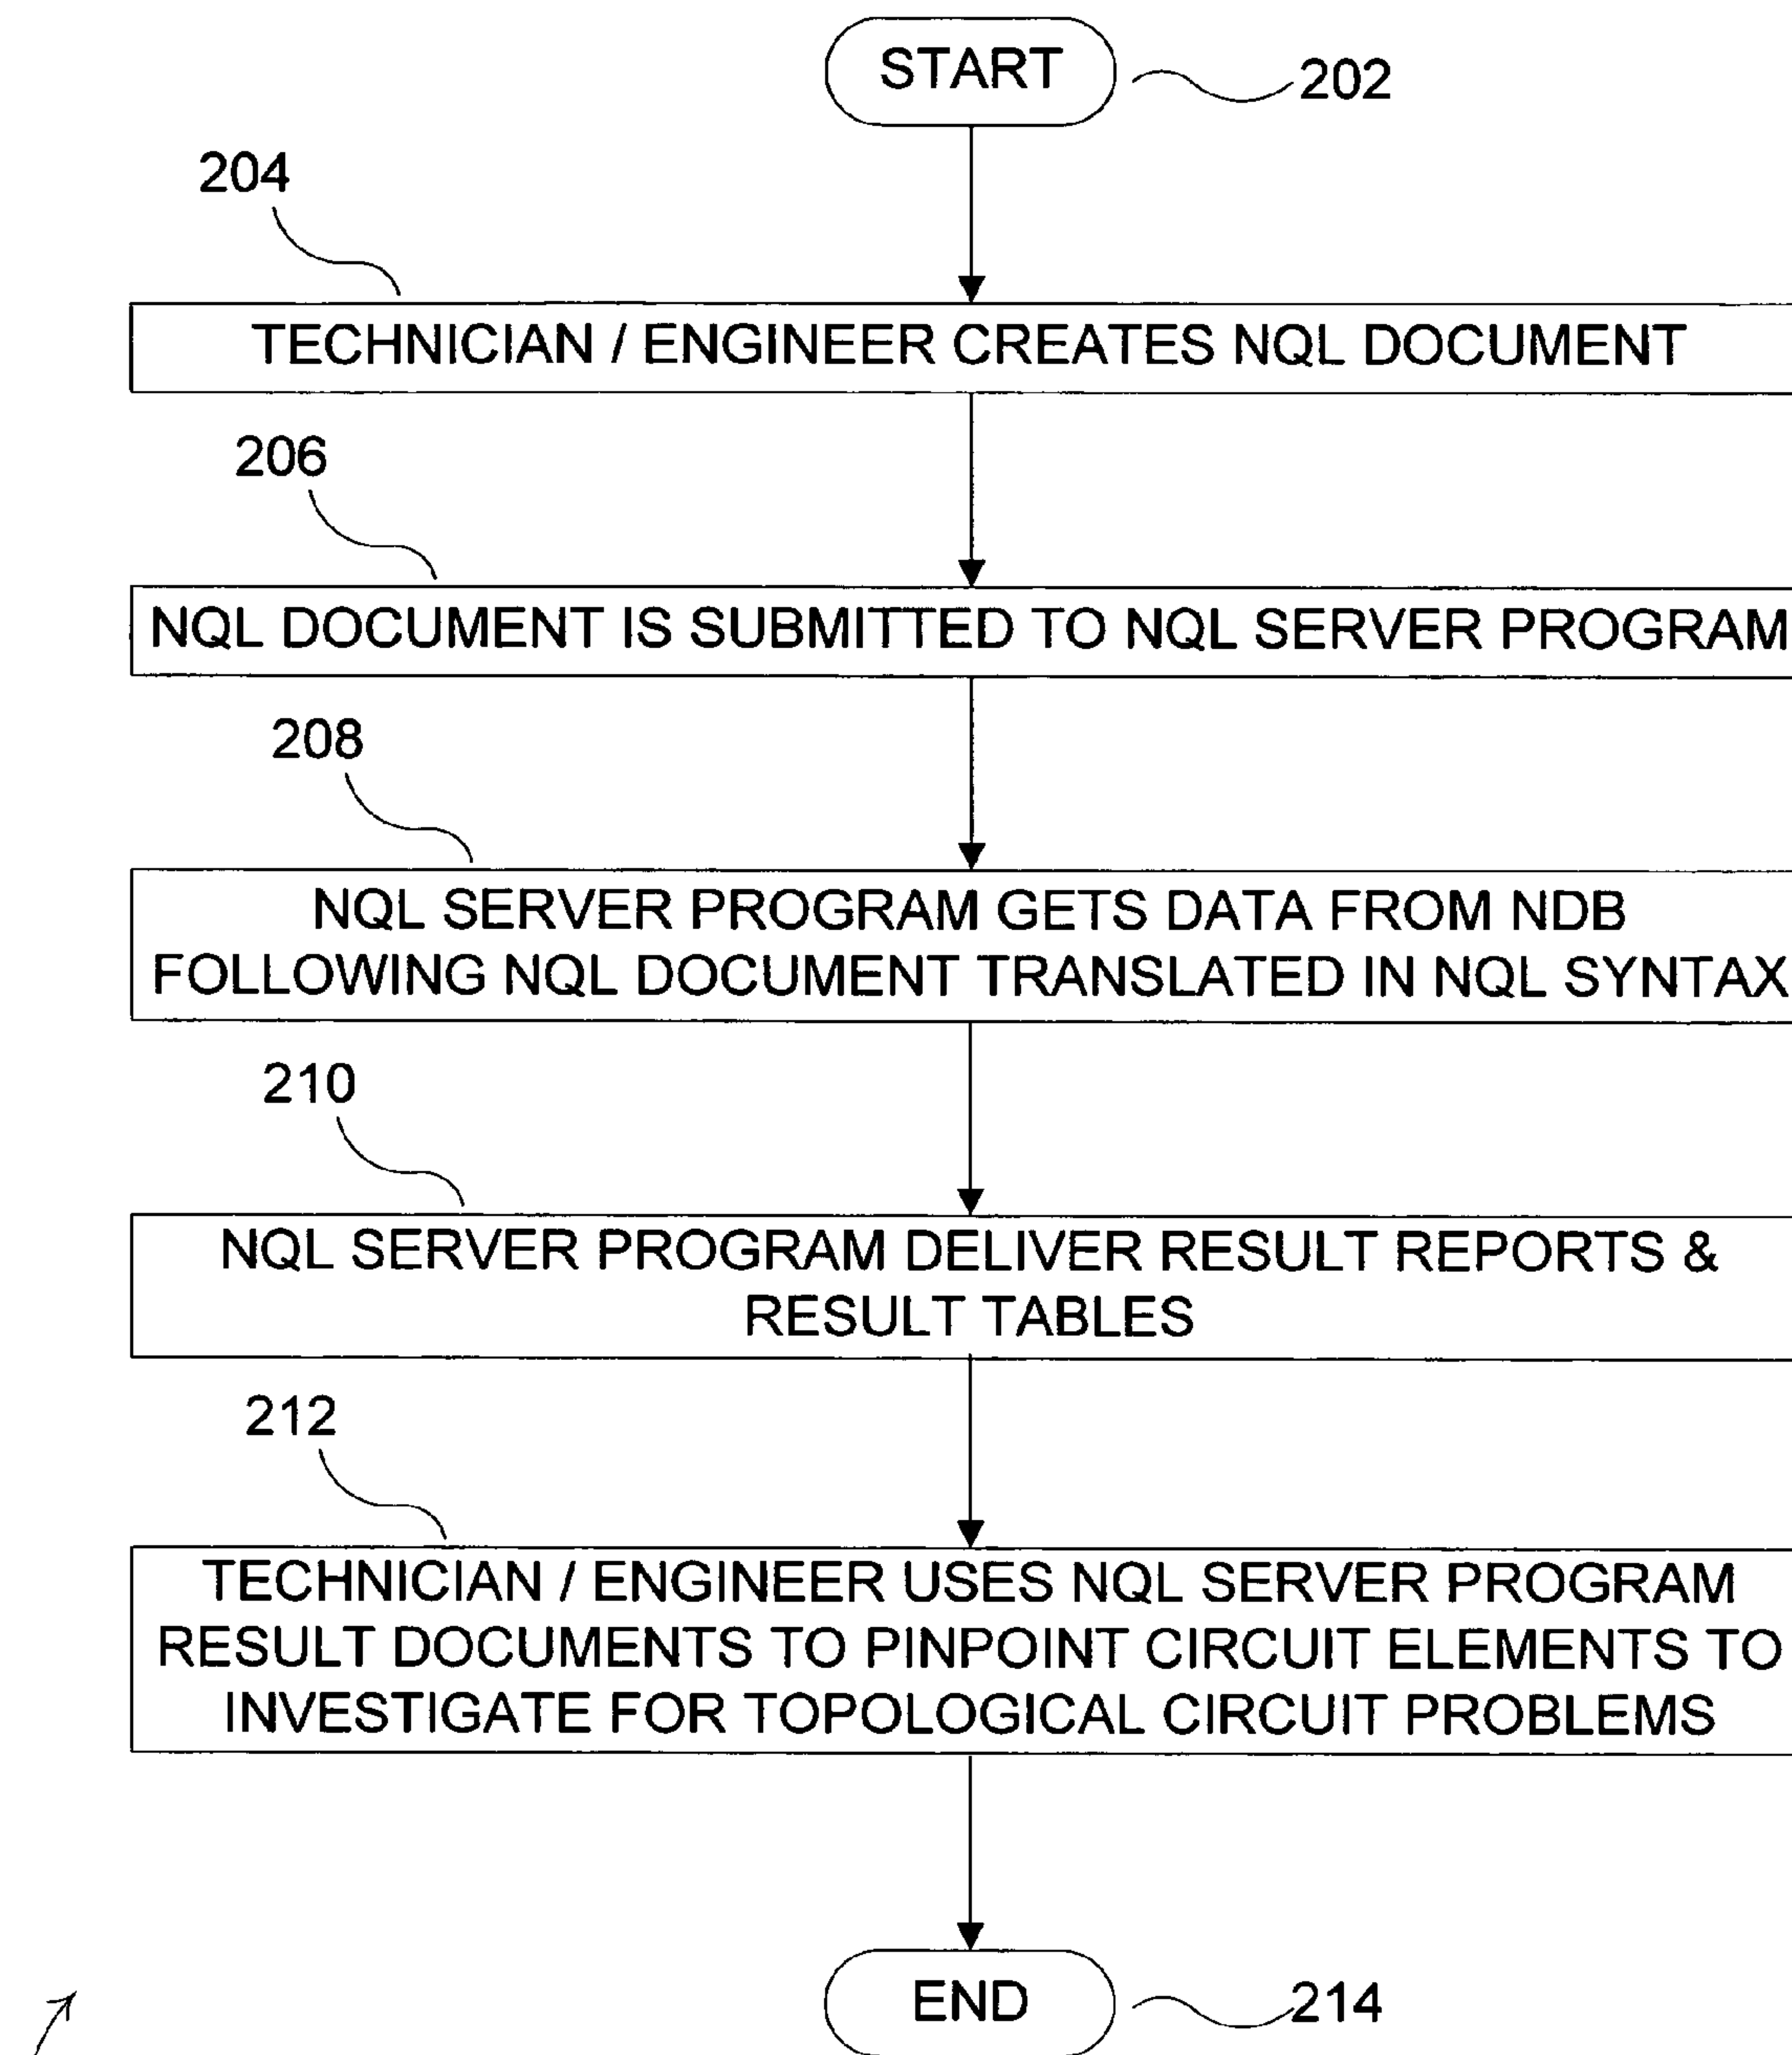 START
202
204
TECHNICIAN / ENGINEER CREATES NQL DOCUMENT
206
NQL DOCUMENT IS SUBMITTED TO NQL SERVER PROGRAM
208
NQL SERVER PROGRAM GETS DATA FROM NDB
FOLLOWING NQL DOCUMENT TRANSLATED IN NQL SYNTAX
210
NQL SERVER PROGRAM DELIVER RESULT REPORTS &
RESULT TABLES
212
TECHNICIAN / ENGINEER USES NQL SERVER PROGRAM
RESULT DOCUMENTS TO PINPOINT CIRCUIT ELEMENTS TO
INVESTIGATE FOR TOPOLOGICAL CIRCUIT PROBLEMS
END
214